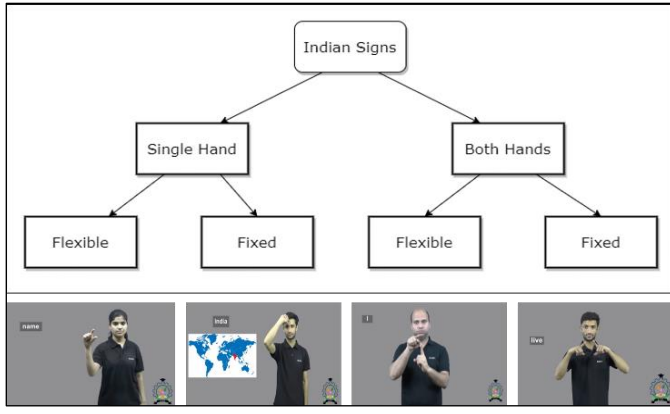 Indian Signs
Single Hand
Both Hands
Flexible
Fixed
Flexible
Fixed
name
India
I
live